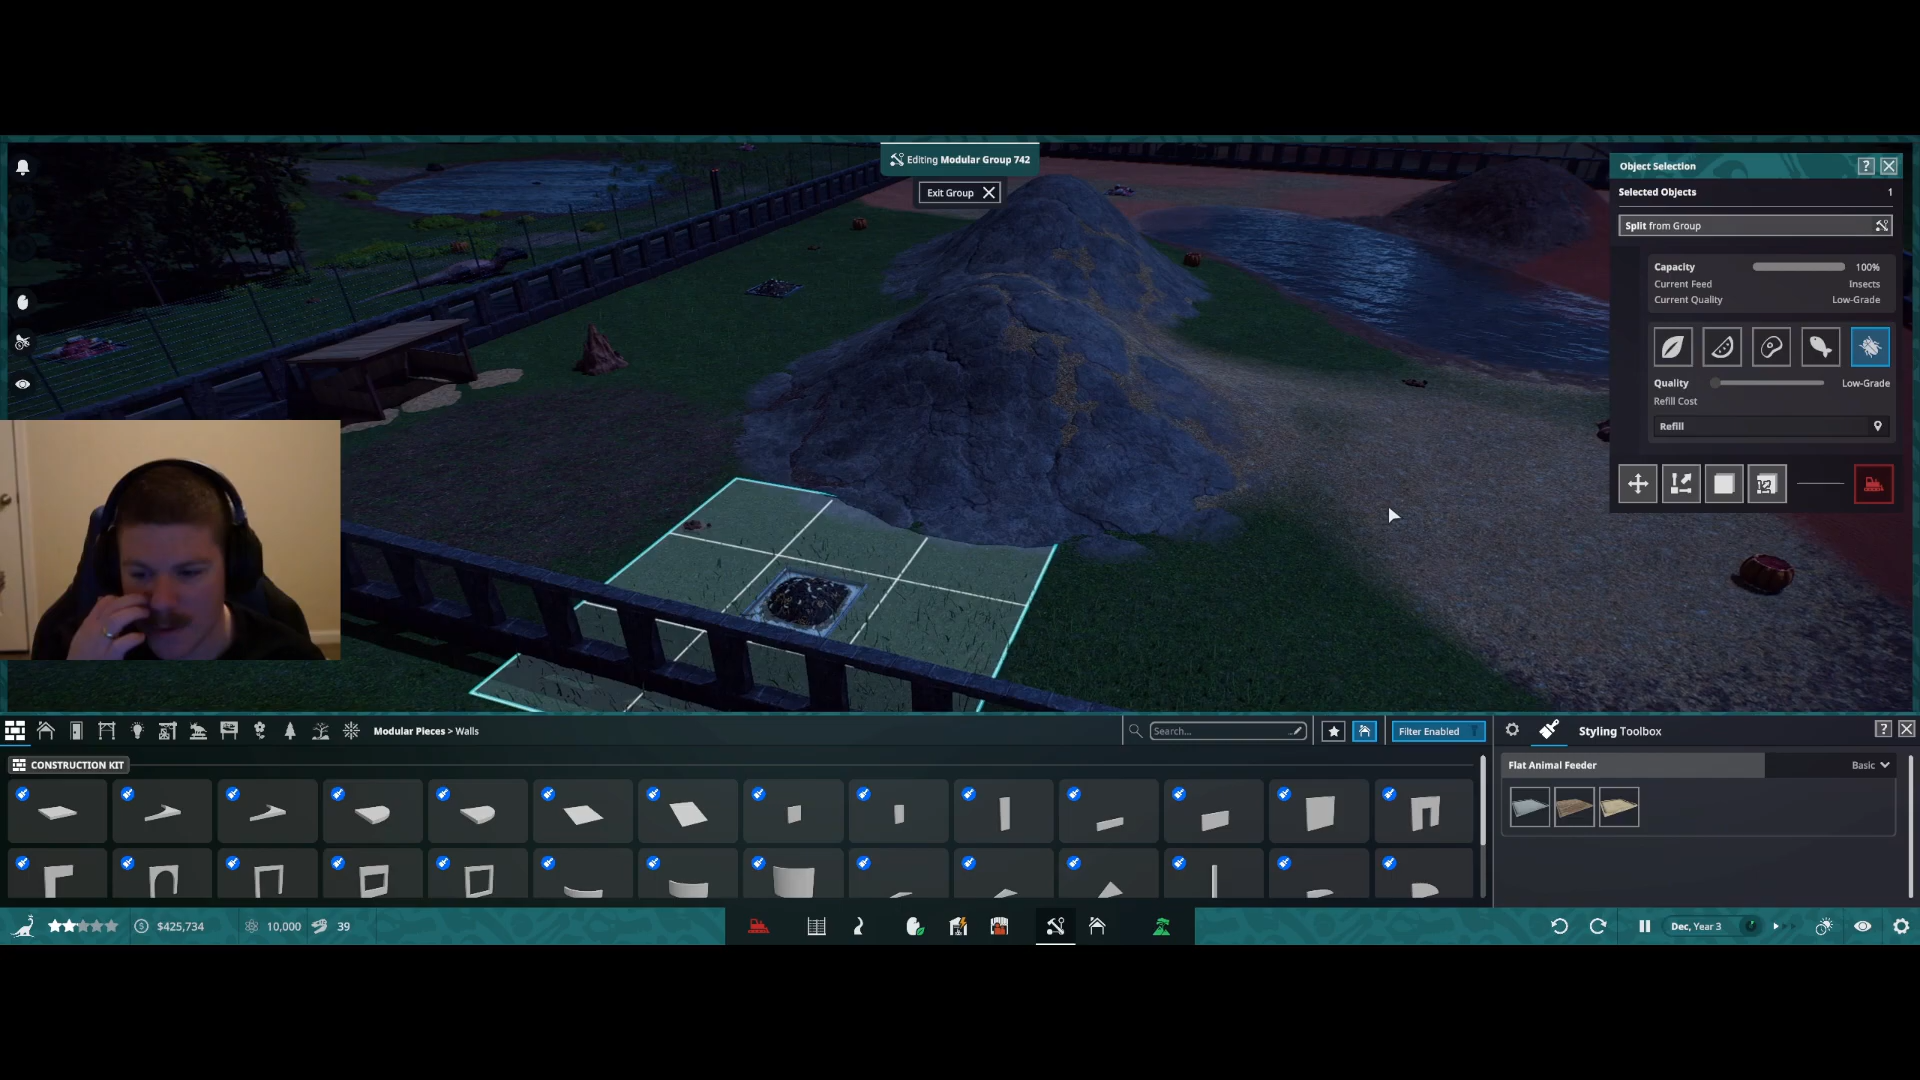 Editing Modular Group 742
Exit Group
Object Selection
?
Selected Objects 1
Split from Group
Capacity 100%
Current Feed Insects
Current Quality Low-Grade
Quality Low-Grade
Refill Cost
Refill
Modular Pieces > Walls
Search...
Filter Enabled
Styling Toolbox
?
CONSTRUCTION KIT
Flat Animal Feeder
Basic
$425,734
10,000
39
Dec, Year 3